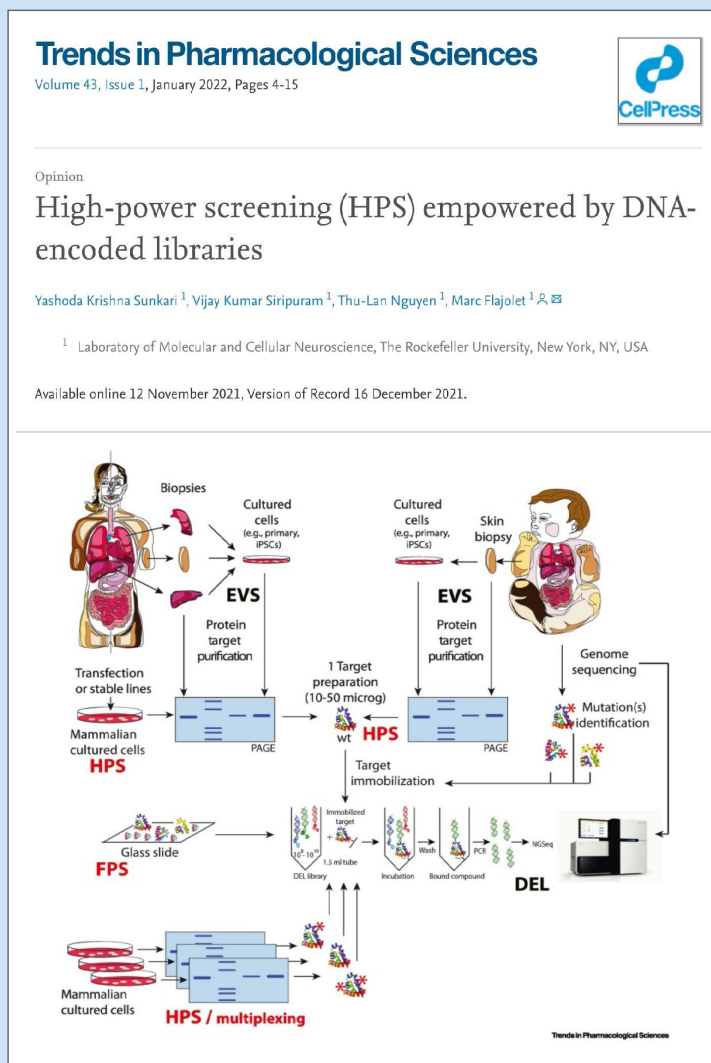 Trends in Pharmacological Sciences
Volume 43, Issue 1, January 2022, Pages 4-15
CellPress
Opinion
High-power screening (HPS) empowered by DNA-
encoded libraries
Yashoda Krishna Sunkari 1, Vijay Kumar Siripuram 1, Thu-Lan Nguyen 1, Marc Flajolet 1
1 Laboratory of Molecular and Cellular Neuroscience, The Rockefeller University, New York, NY, USA
Available online 12 November 2021, Version of Record 16 December 2021.
Biopsies
Cultured
cells
(e.g., primary,
iPSCs)
EVS
Protein
target
purification
Cultured
cells
(e.g., primary,
iPSCs)
Skin
biopsy
EVS
Protein
target
purification
Genome
sequencing
Transfection
or stable lines
Mammalian
cultured cells
HPS
PAGE
1 Target
preparation
(10-50 microg)
wt
HPS
PAGE
Mutation(s)
identification
Target
immobilization
Glass slide
FPS
Immobilized
target
+
DEL library
1.5 ml tube
Incubation
Wash
Bound compound
PCR
NGSeq
DEL
Mammalian
cultured cells
HPS / multiplexing
Trends in Pharmacological Sciences